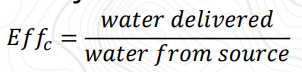 Eff_c = water delivered / water from source